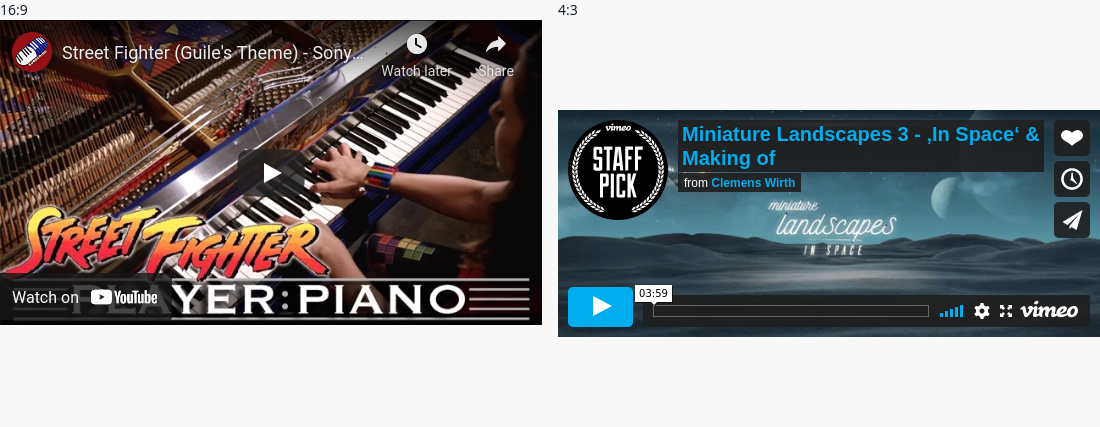 16:9
Street Fighter (Guile's Theme) - Sony...
Watch later
Share
STREET FIGHTER
Watch on YouTube
YER:PIANO
4:3
vimeo
STAFF
PICK
Miniature Landscapes 3 - ‚In Space‘ &
Making of
from Clemens Wirth
miniature
landscapes
IN SPACE
03:59
vimeo